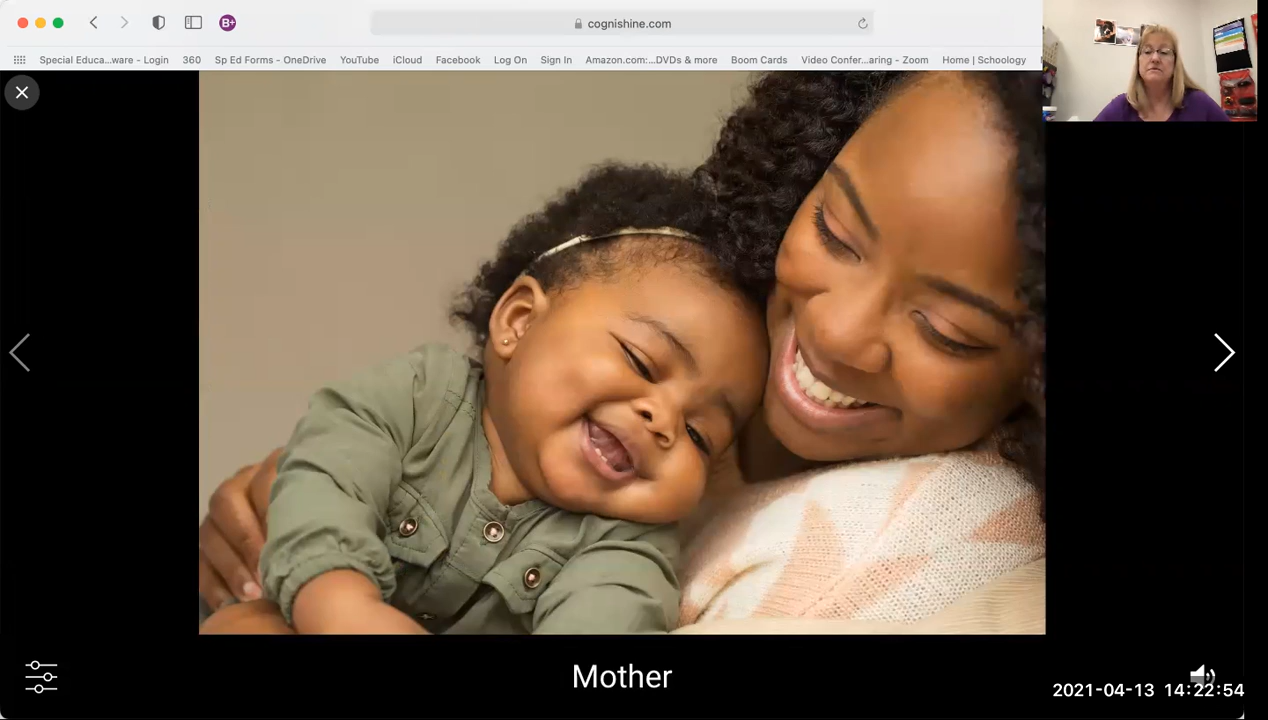 B+
cognishine.com
Special Educa...ware - Login 360 Sp Ed Forms - OneDrive YouTube iCloud Facebook Log On Sign In Amazon.com:...DVDs & more Boom Cards Video Confer...aring - Zoom Home | Schoology
Mother
2021-04-13 14:22:54